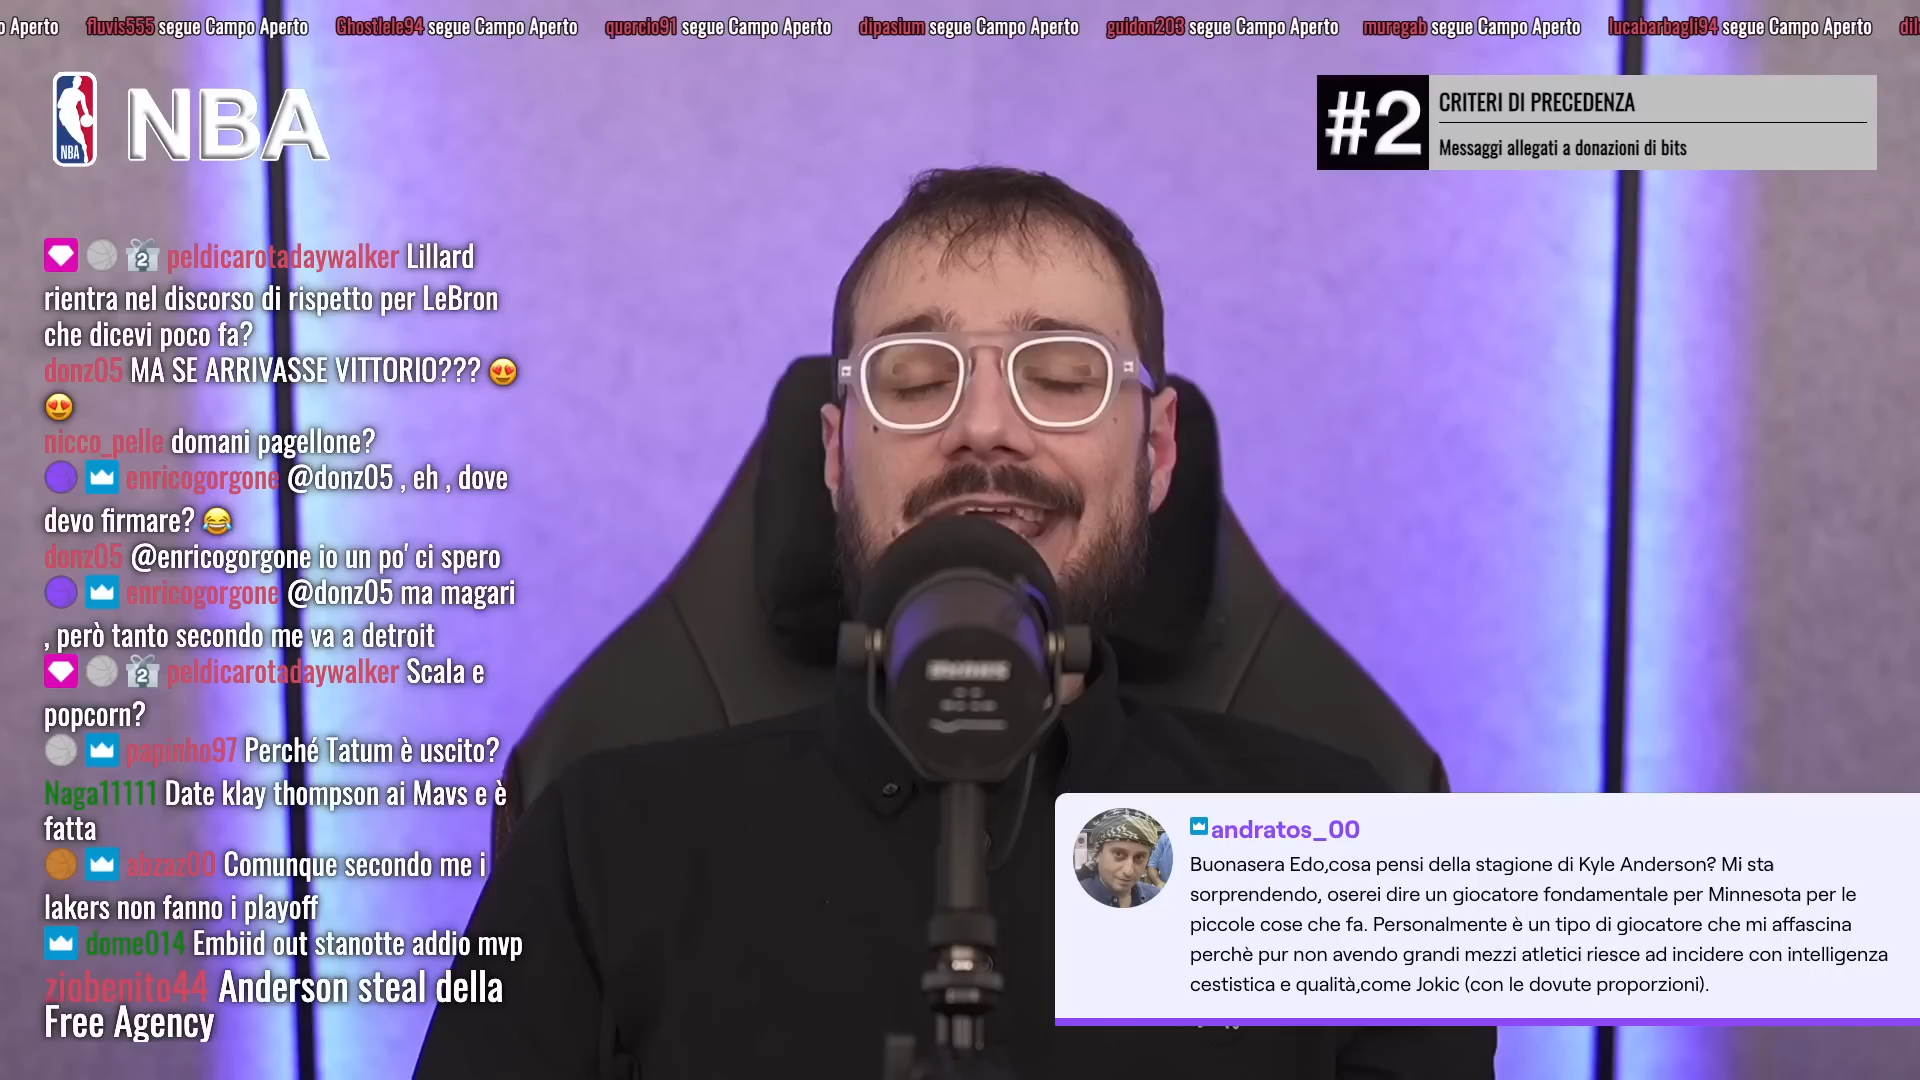 o Aperto fluvis555 segue Campo Aperto Ghostlele94 segue Campo Aperto quercio91 segue Campo Aperto dipasium segue Campo Aperto guidon203 segue Campo Aperto muregab segue Campo Aperto lucabarbagli94 segue Campo Aperto
NBA
NBA
#2
CRITERI DI PRECEDENZA
Messaggi allegati a donazioni di bits
2 peldicarotadaywalker Lillard
rientra nel discorso di rispetto per LeBron
che dicevi poco fa?
donz05 MA SE ARRIVASSE VITTORIO??? 😍
😍
nicco_pelle domani pagellone?
enricogorgone @donz05 , eh , dove
devo firmare? 😂
donz05 @enricogorgone io un po' ci spero
enricogorgone @donz05 ma magari
, però tanto secondo me va a detroit
2 peldicarotadaywalker Scala e
popcorn?
papinho97 Perché Tatum è uscito?
Naga11111 Date klay thompson ai Mavs e è
fatta
abzaz00 Comunque secondo me i
lakers non fanno i playoff
dome014 Embiid out stanotte addio mvp
ziobenito44 Anderson steal della
Free Agency
andratos_00
Buonasera Edo,cosa pensi della stagione di Kyle Anderson? Mi sta
sorprendendo, oserei dire un giocatore fondamentale per Minnesota per le
piccole cose che fa. Personalmente è un tipo di giocatore che mi affascina
perchè pur non avendo grandi mezzi atletici riesce ad incidere con intelligenza
cestistica e qualità,come Jokic (con le dovute proporzioni).